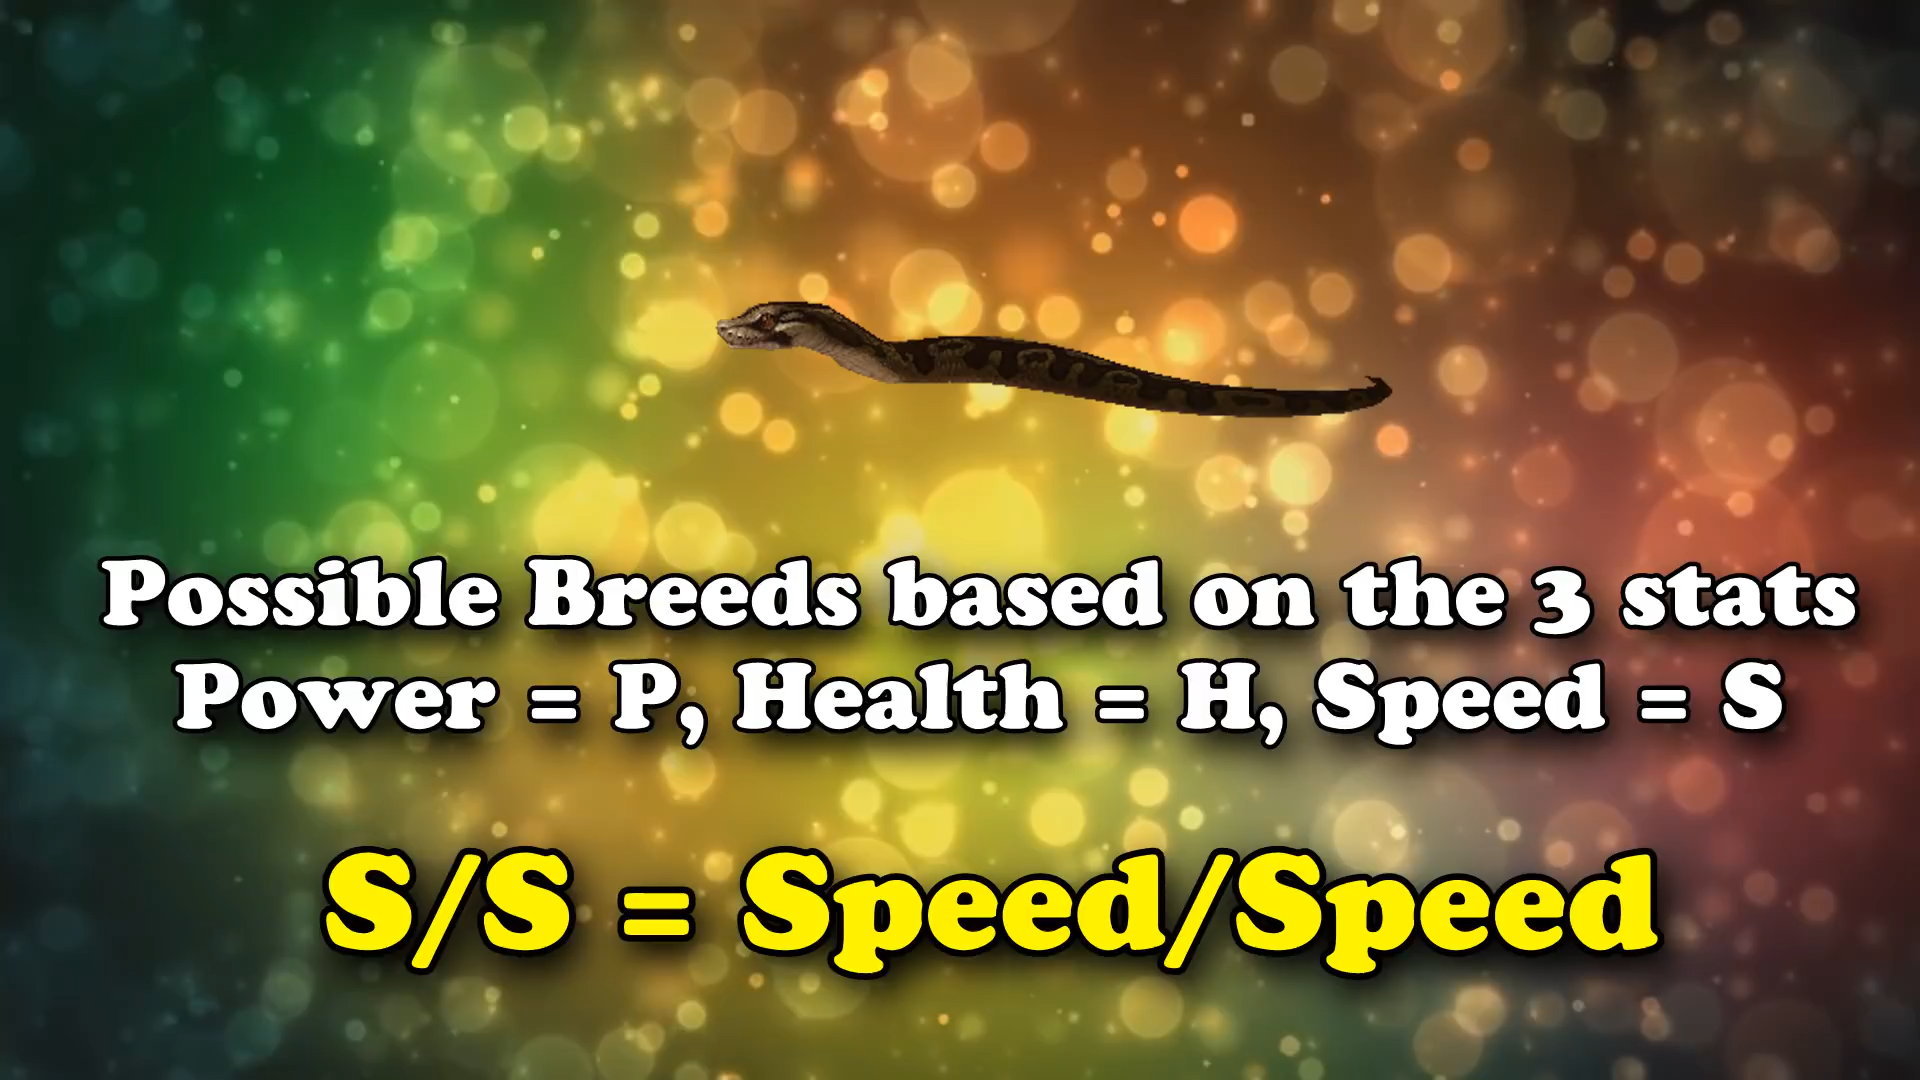 Possible Breeds based on the 3 stats
Power = P, Health = H, Speed = S
S/S = Speed/Speed